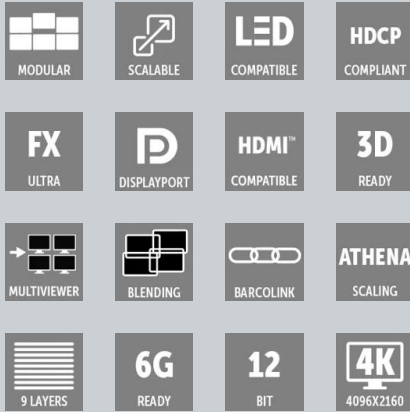 MODULAR
SCALABLE
LED
COMPATIBLE
HDCP
COMPLIANT
FX
ULTRA
DISPLAYPORT
HDMI™
COMPATIBLE
3D
READY
MULTIVIEWER
BLENDING
BARCOLINK
ATHENA
SCALING
9 LAYERS
6G
READY
12
BIT
4K
4096X2160